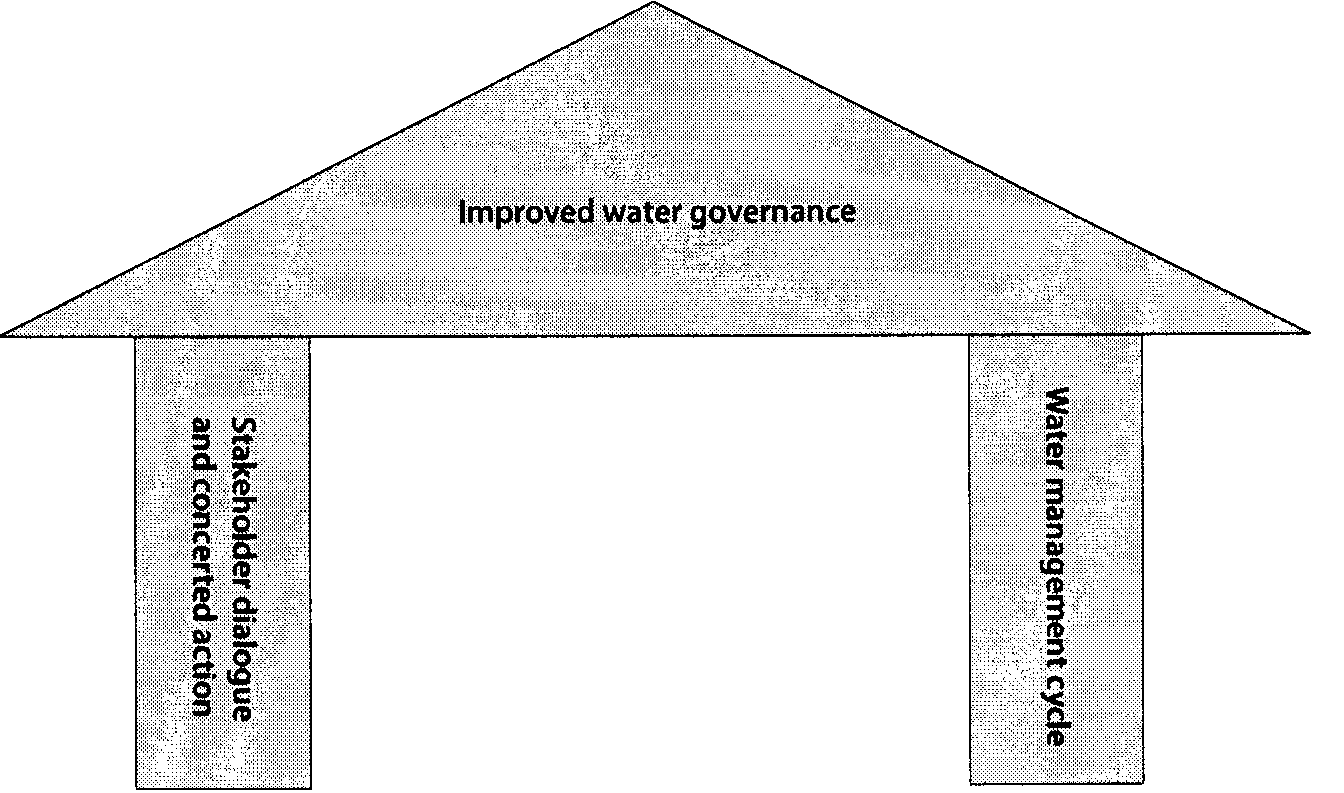 Improved water governance
Stakeholder dialogue
and concerted action
Water management cycle